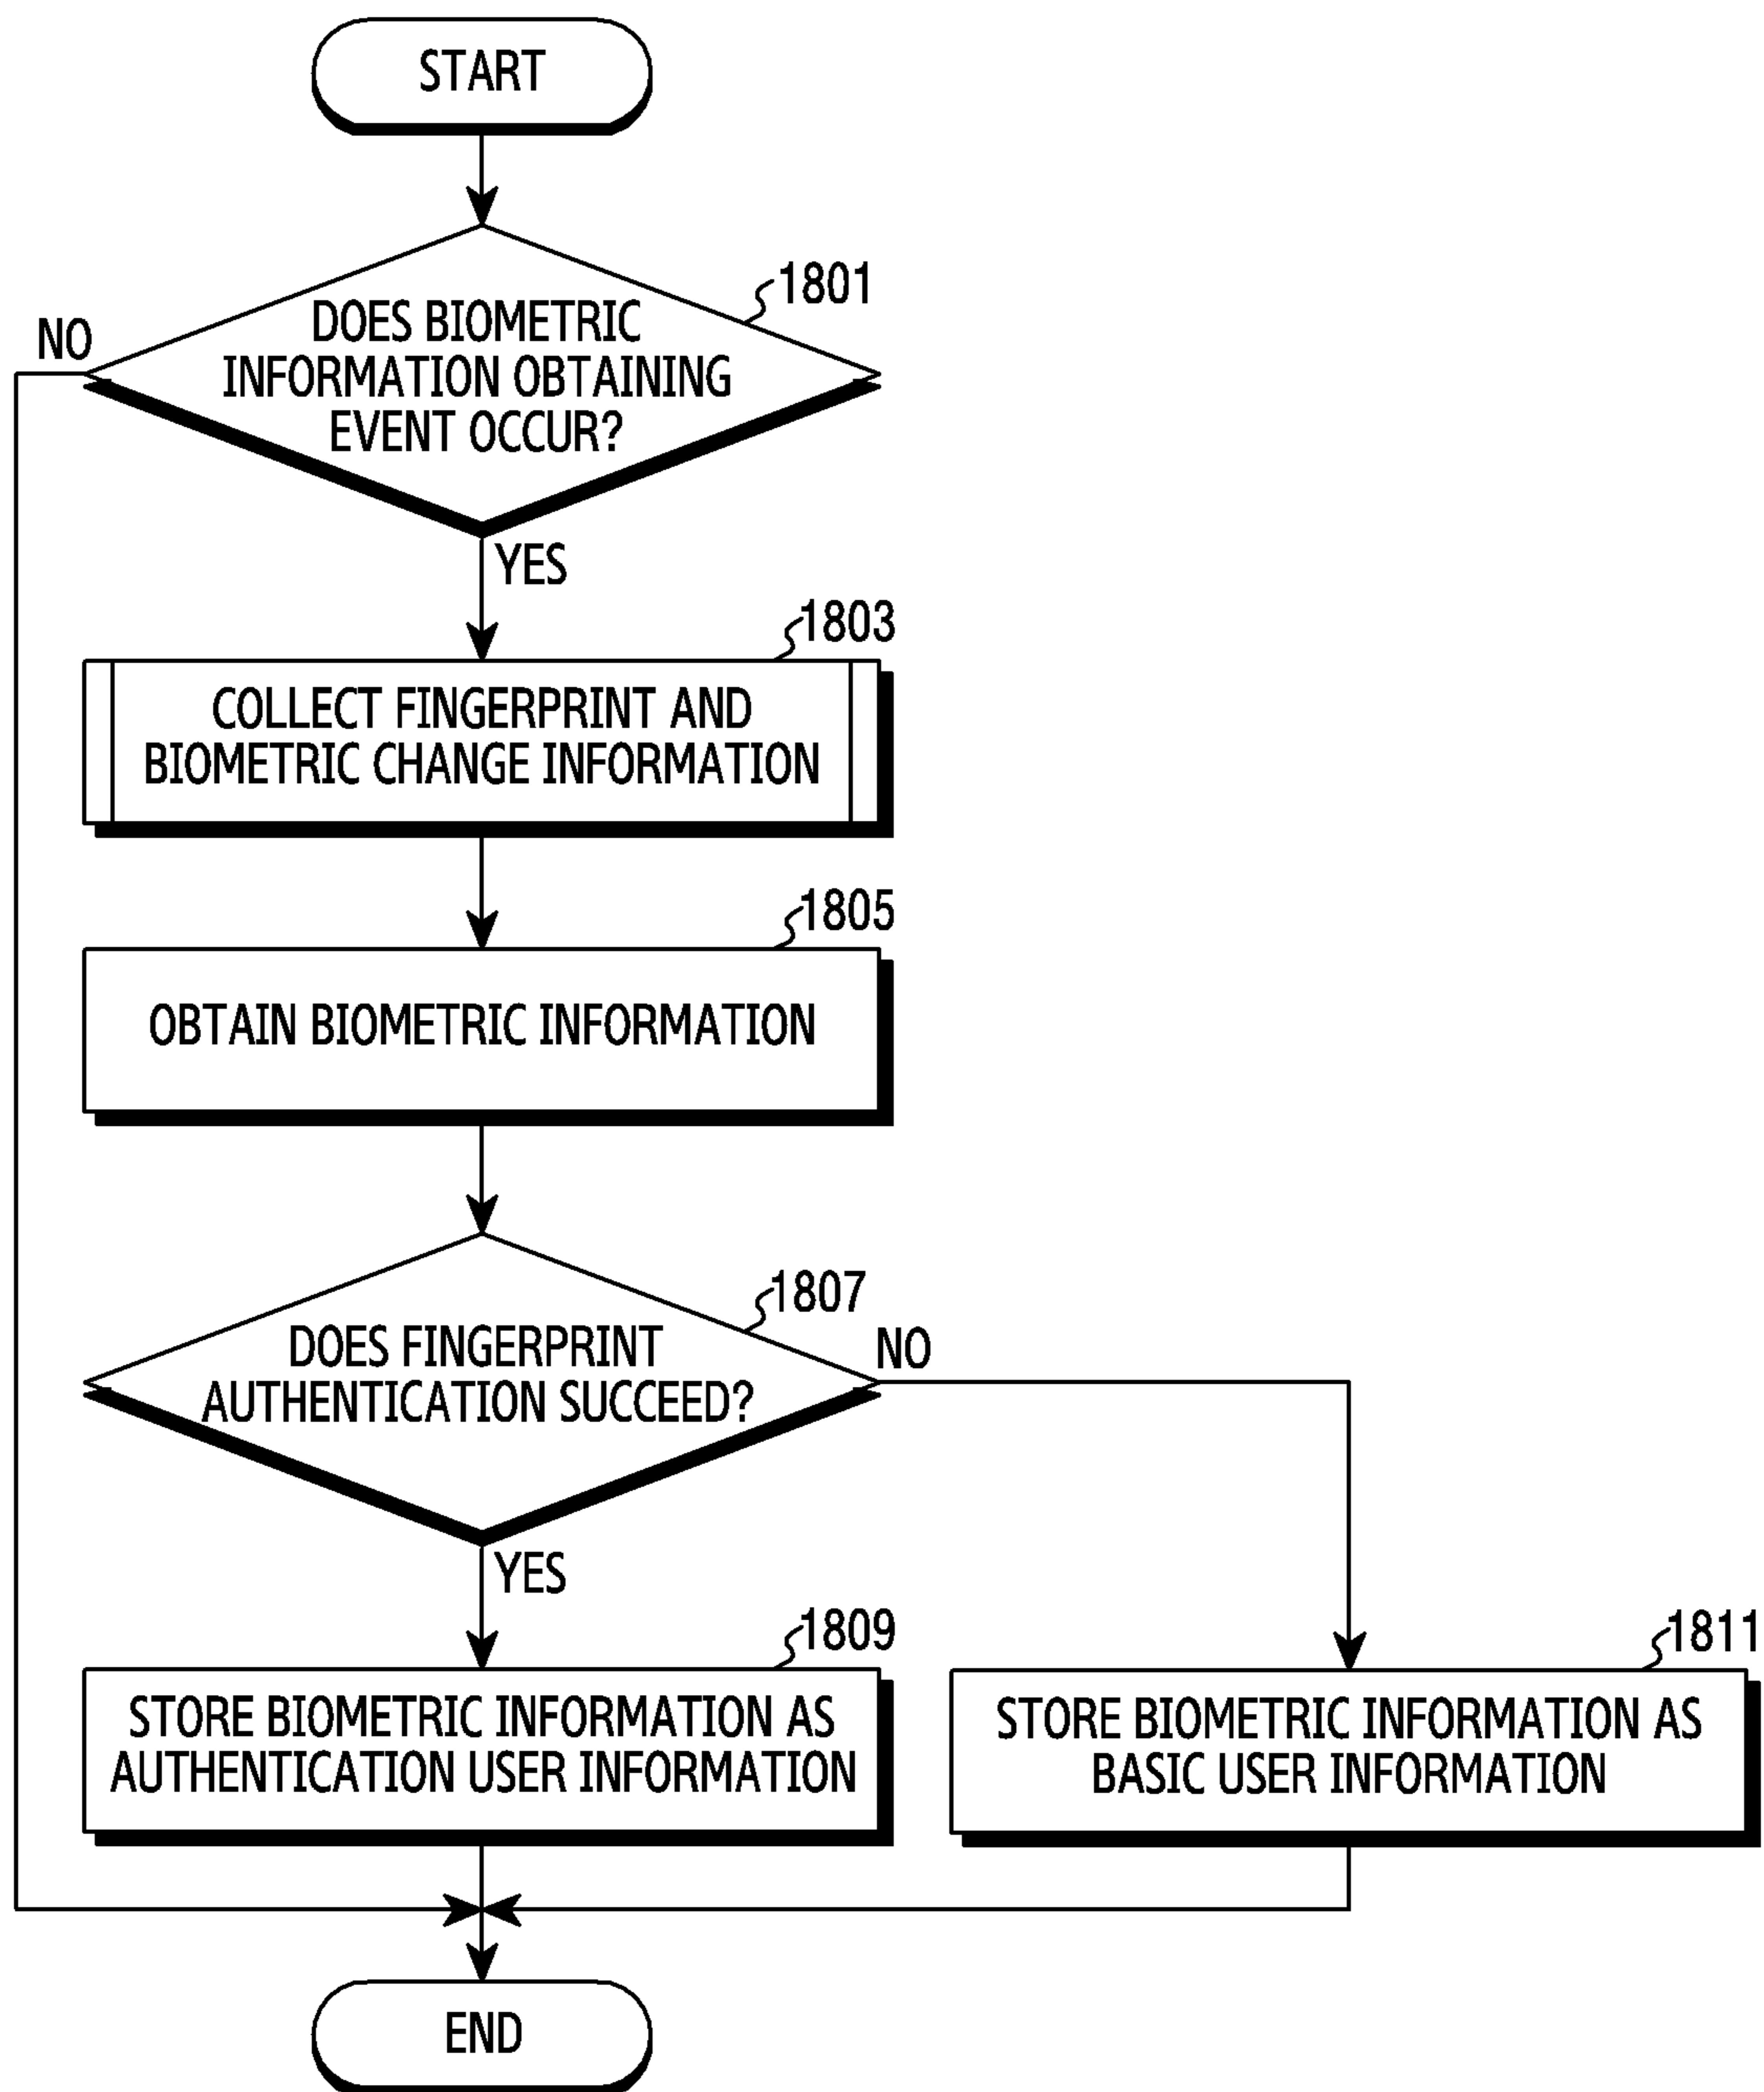 START
1801
DOES BIOMETRIC
INFORMATION OBTAINING
EVENT OCCUR?
NO
YES
1803
COLLECT FINGERPRINT AND
BIOMETRIC CHANGE INFORMATION
1805
OBTAIN BIOMETRIC INFORMATION
1807
DOES FINGERPRINT
AUTHENTICATION SUCCEED?
NO
YES
1809
STORE BIOMETRIC INFORMATION AS
AUTHENTICATION USER INFORMATION
1811
STORE BIOMETRIC INFORMATION AS
BASIC USER INFORMATION
END